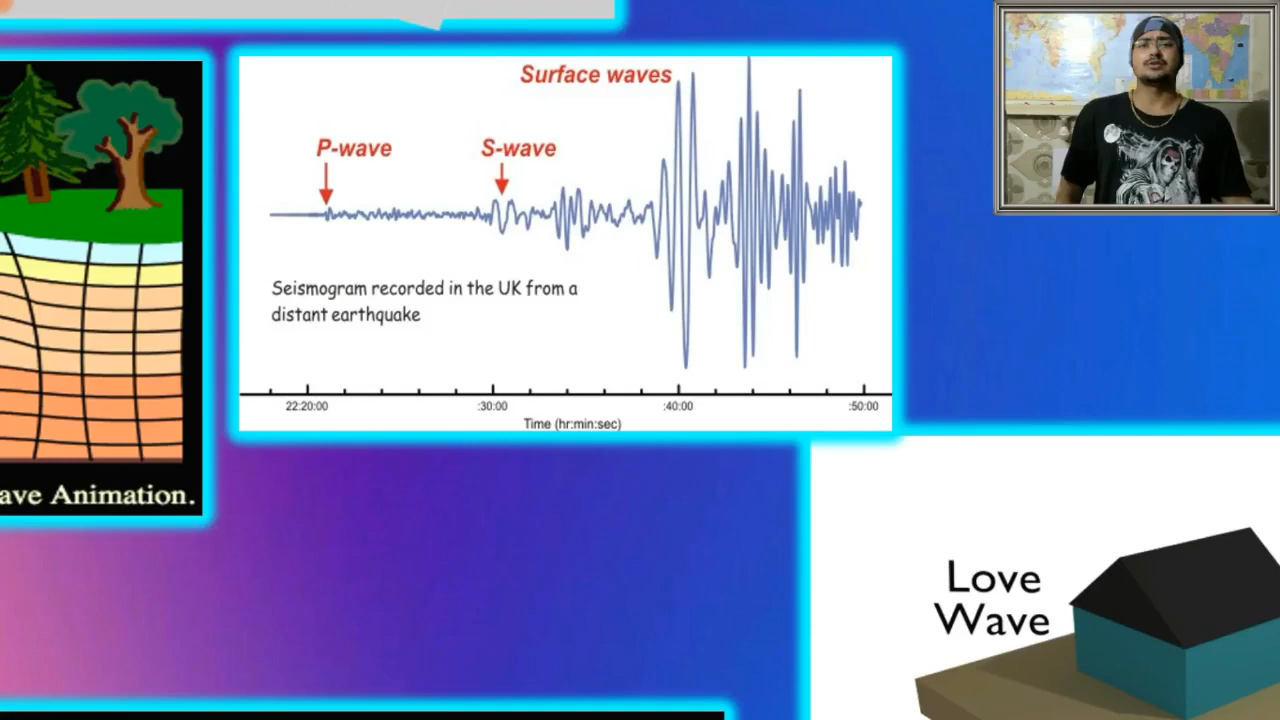 Surface waves
P-wave
S-wave
Seismogram recorded in the UK from a
distant earthquake
22:20:00
:30:00
:40:00
:50:00
Time (hr:min:sec)
ave Animation.
Love
Wave